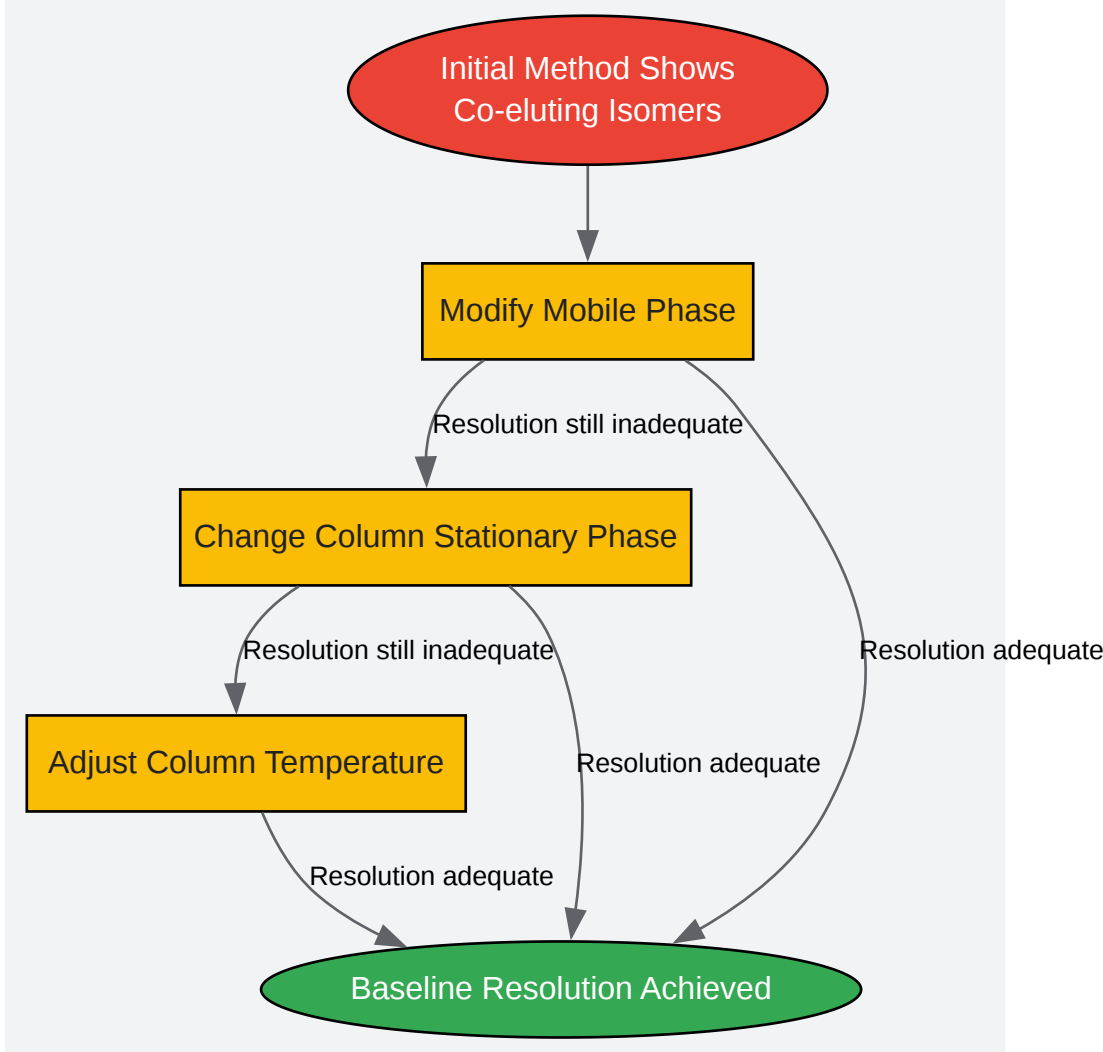 Initial Method Shows
Co-eluting Isomers
Modify Mobile Phase
Resolution still inadequate
Change Column Stationary Phase
Resolution still inadequate
Resolution adequate
Adjust Column Temperature
Resolution adequate
Resolution adequate
Baseline Resolution Achieved